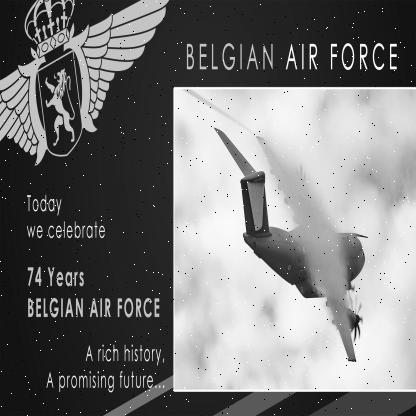 BELGIAN AIR FORCE
Today
we celebrate
74 Years
BELGIAN AIR FORCE
A rich history,
A promising future...